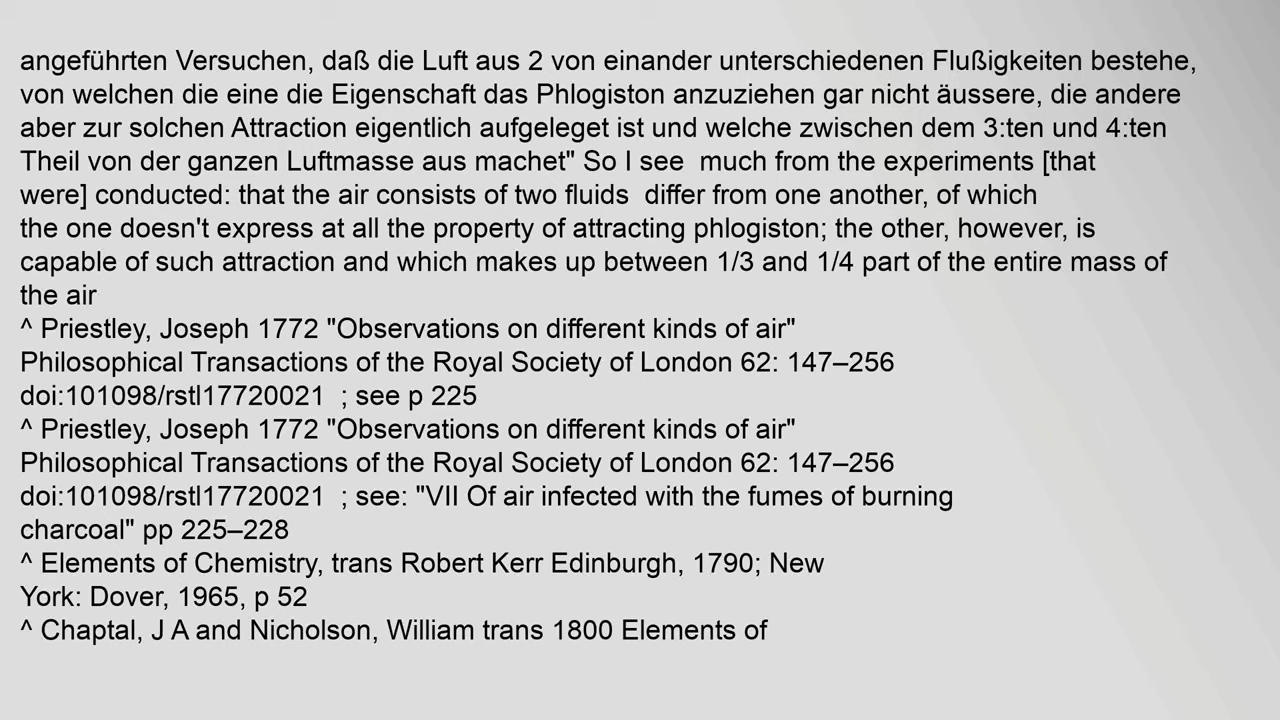 angeführten Versuchen, daß die Luft aus 2 von einander unterschiedenen Flußigkeiten bestehe,
von welchen die eine die Eigenschaft das Phlogiston anzuziehen gar nicht äussere, die andere
aber zur solchen Attraction eigentlich aufgeleget ist und welche zwischen dem 3:ten und 4:ten
Theil von der ganzen Luftmasse aus machet" So I see  much from the experiments [that
were] conducted: that the air consists of two fluids  differ from one another, of which
the one doesn't express at all the property of attracting phlogiston; the other, however, is
capable of such attraction and which makes up between 1/3 and 1/4 part of the entire mass of
the air
^ Priestley, Joseph 1772 "Observations on different kinds of air"
Philosophical Transactions of the Royal Society of London 62: 147–256
doi:101098/rstl17720021  ; see p 225
^ Priestley, Joseph 1772 "Observations on different kinds of air"
Philosophical Transactions of the Royal Society of London 62: 147–256
doi:101098/rstl17720021  ; see: "VII Of air infected with the fumes of burning
charcoal" pp 225–228
^ Elements of Chemistry, trans Robert Kerr Edinburgh, 1790; New
York: Dover, 1965, p 52
^ Chaptal, J A and Nicholson, William trans 1800 Elements of